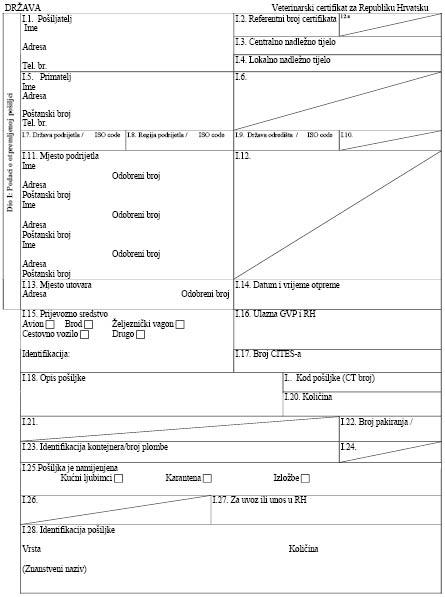 DRŽAVA
Veterinarski certifikat za Republiku Hrvatsku
Dio I: Podaci o otpremljenoj pošiljci
I.1. Pošiljatelj
Ime
Adresa
Tel. br.
I.2. Referentni broj certifikata
I.2.a
I.3. Centralno nadležno tijelo
I.4. Lokalno nadležno tijelo
I.5. Primatelj
Ime
Adresa
Poštanski broj
Tel. br.
I.6.
I.7. Država podrijetla / ISO code
I.8. Regija podrijetla / ISO code
I.9. Država odredišta / ISO code
I.10.
I.11. Mjesto podrijetla
Ime
Odobreni broj
Adresa
Poštanski broj
Ime
Odobreni broj
Adresa
Poštanski broj
Ime
Odobreni broj
Adresa
Poštanski broj
I.12.
I.13. Mjesto utovara
Adresa Odobreni broj
I.14. Datum i vrijeme otpreme
I.15. Prijevozno sredstvo
Avion Brod Željeznički vagon
Cestovno vozilo Drugo
Identifikacija:
I.16. Ulazna GVP i RH
I.17. Broj CITES-a
I.18. Opis pošiljke
I.. Kod pošiljke (CT broj)
I.20. Količina
I.21.
I.22. Broj pakiranja /
I.23. Identifikacija kontejnera/broj plombe
I.24.
I.25.Pošiljka je namijenjena
Kućni ljubimci Karantena Izložbe
I.26.
I.27. Za uvoz ili unos u RH
I.28. Identifikacija pošiljke
Vrsta Količina
(Znanstveni naziv)